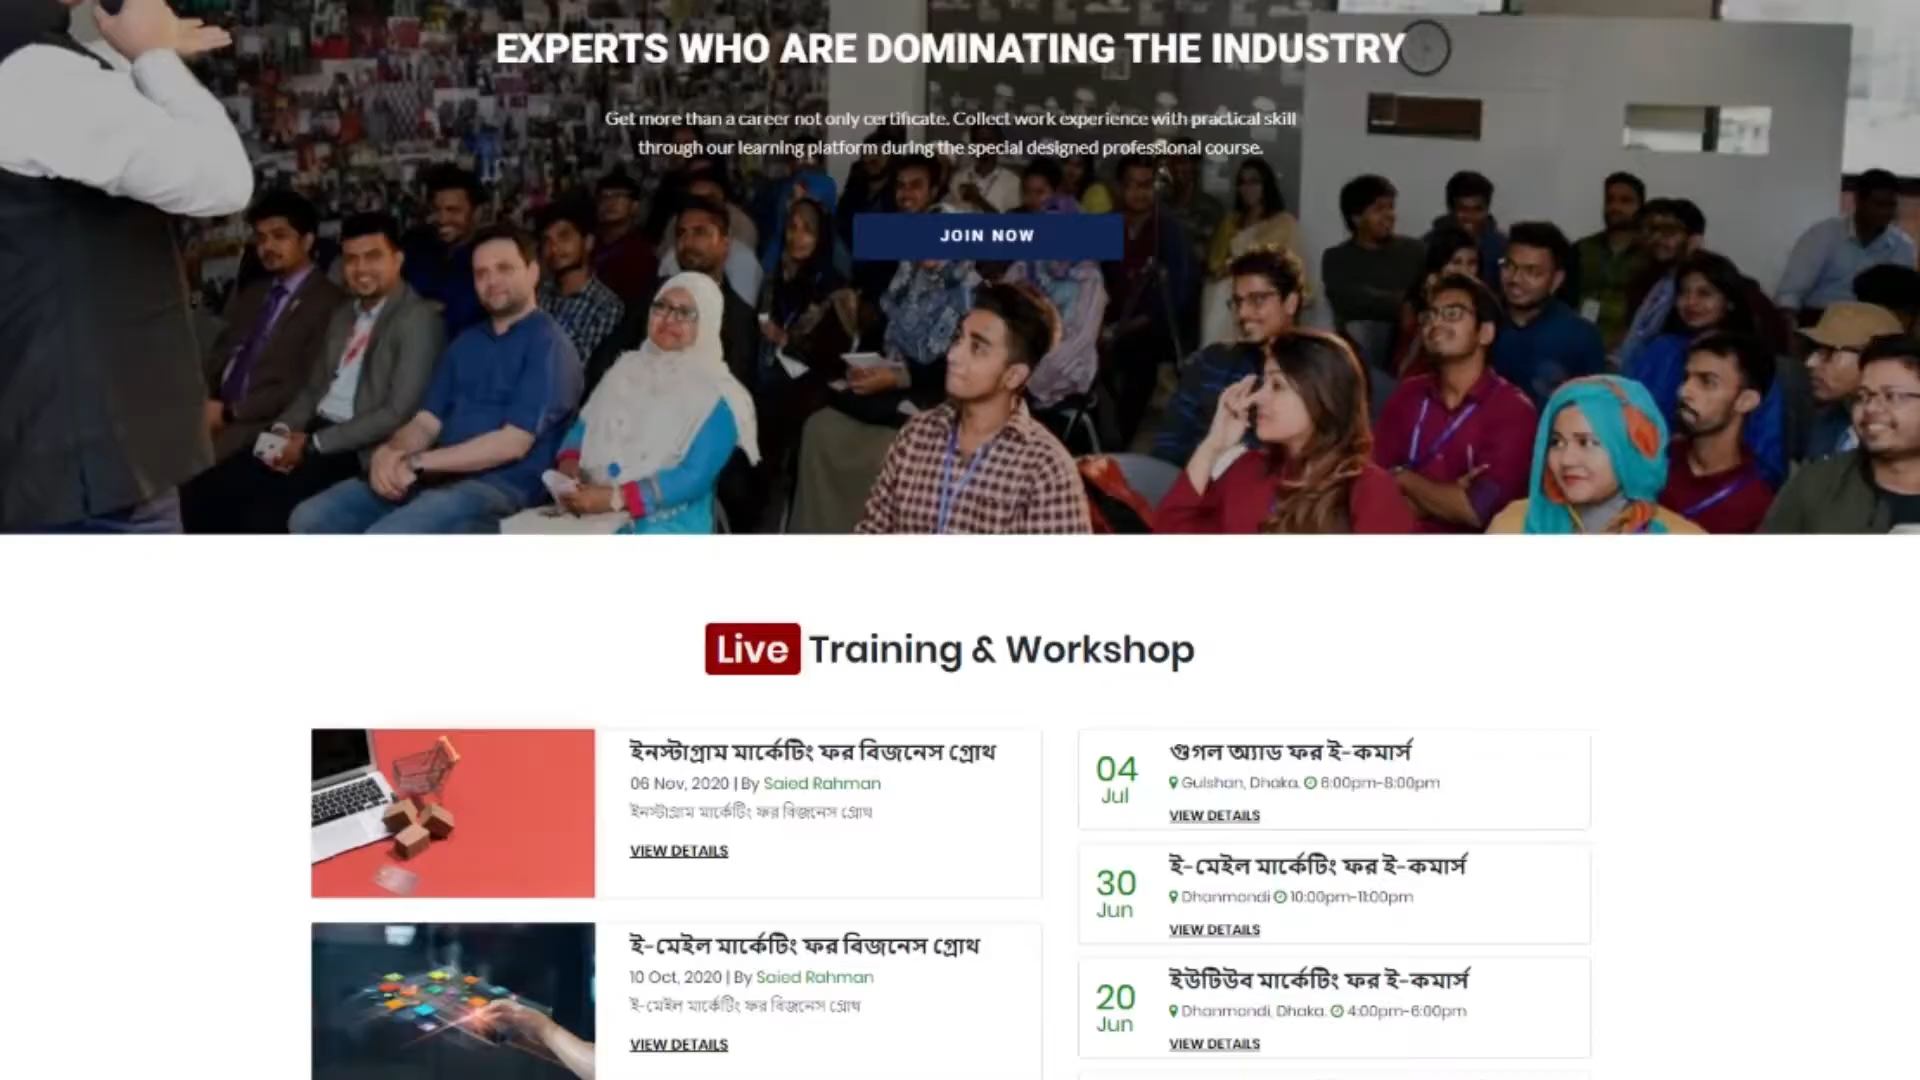 EXPERTS WHO ARE DOMINATING THE INDUSTRY
Get more than a career not only certificate. Collect work experience with practical skill
through our learning platform during the special designed professional course.
JOIN NOW
Live Training & Workshop
ইনস্টাগ্রাম মার্কেটিং ফর বিজনেস গ্রোথ
06 Nov, 2020 | By Saied Rahman
ইনস্টাগ্রাম মার্কেটিং ফর বিজনেস গ্রোথ
VIEW DETAILS
ই-মেইল মার্কেটিং ফর বিজনেস গ্রোথ
10 Oct, 2020 | By Saied Rahman
ই-মেইল মার্কেটিং ফর বিজনেস গ্রোথ
VIEW DETAILS
04
Jul
গুগল অ্যাড ফর ই-কমার্স
Gulshan, Dhaka. 6:00pm-8:00pm
VIEW DETAILS
30
Jun
ই-মেইল মার্কেটিং ফর ই-কমার্স
Dhanmondi 10:00pm-11:00pm
VIEW DETAILS
20
Jun
ইউটিউব মার্কেটিং ফর ই-কমার্স
Dhanmondi, Dhaka. 4:00pm-6:00pm
VIEW DETAILS